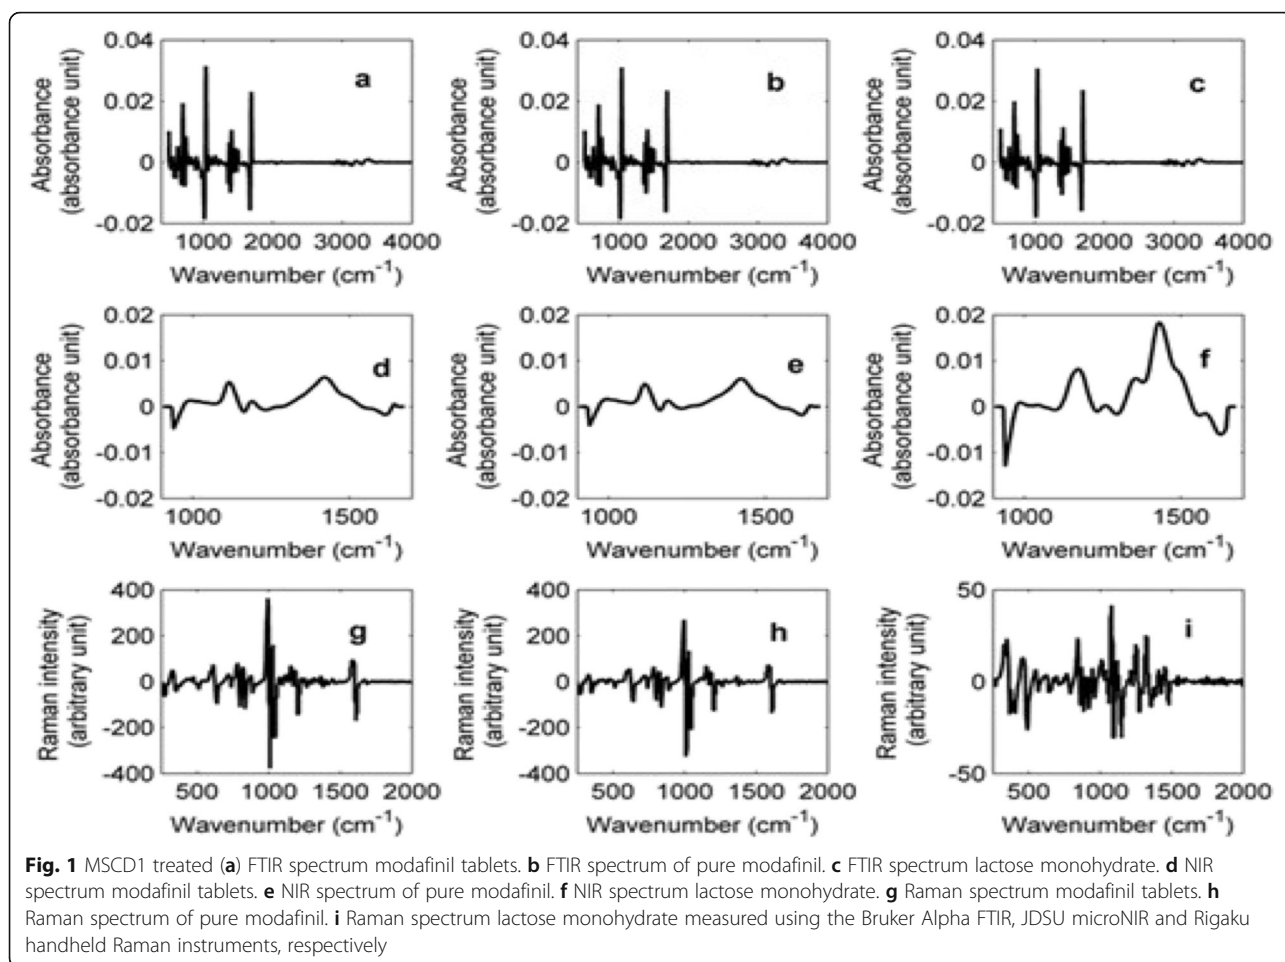 0.04
0.02
0
-0.02
Absorbance
(absorbance unit)
a
1000 2000 3000 4000
Wavenumber (cm-1)
0.04
0.02
0
-0.02
Absorbance
(absorbance unit)
b
1000 2000 3000 4000
Wavenumber (cm-1)
0.04
0.02
0
-0.02
Absorbance
(absorbance unit)
c
1000 2000 3000 4000
Wavenumber (cm-1)
0.02
0.01
0
-0.01
-0.02
Absorbance
(absorbance unit)
d
1000 1500
Wavenumber (cm-1)
0.02
0.01
0
-0.01
-0.02
Absorbance
(absorbance unit)
e
1000 1500
Wavenumber (cm-1)
0.02
0.01
0
-0.01
-0.02
Absorbance
(absorbance unit)
f
1000 1500
Wavenumber (cm-1)
400
200
0
-200
-400
Raman intensity
(arbitrary unit)
g
500 1000 1500 2000
Wavenumber (cm-1)
400
200
0
-200
-400
Raman intensity
(arbitrary unit)
h
500 1000 1500 2000
Wavenumber (cm-1)
50
0
-50
Raman intensity
(arbitrary unit)
i
500 1000 1500 2000
Wavenumber (cm-1)
Fig. 1 MSCD1 treated (a) FTIR spectrum modafinil tablets. b FTIR spectrum of pure modafinil. c FTIR spectrum lactose monohydrate. d NIR
spectrum modafinil tablets. e NIR spectrum of pure modafinil. f NIR spectrum lactose monohydrate. g Raman spectrum modafinil tablets. h
Raman spectrum of pure modafinil. i Raman spectrum lactose monohydrate measured using the Bruker Alpha FTIR, JDSU microNIR and Rigaku
handheld Raman instruments, respectively